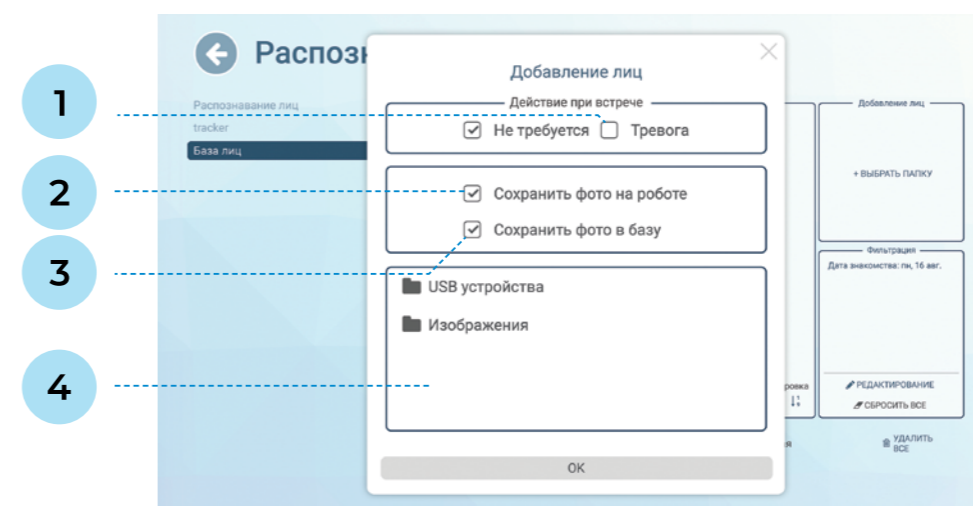 1
2
3
4
Распозн
Распознавание лиц
tracker
База лиц
Добавление лиц
Действие при встрече
Не требуется Тревога
Сохранить фото на роботе
Сохранить фото в базу
USB устройства
Изображения
OK
Добавление лиц
+ ВЫБРАТЬ ПАПКУ
Фильтрация
Дата знакомства: пн, 16 авг.
РЕДАКТИРОВАНИЕ
СБРОСИТЬ ВСЕ
УДАЛИТЬ
ВСЕ